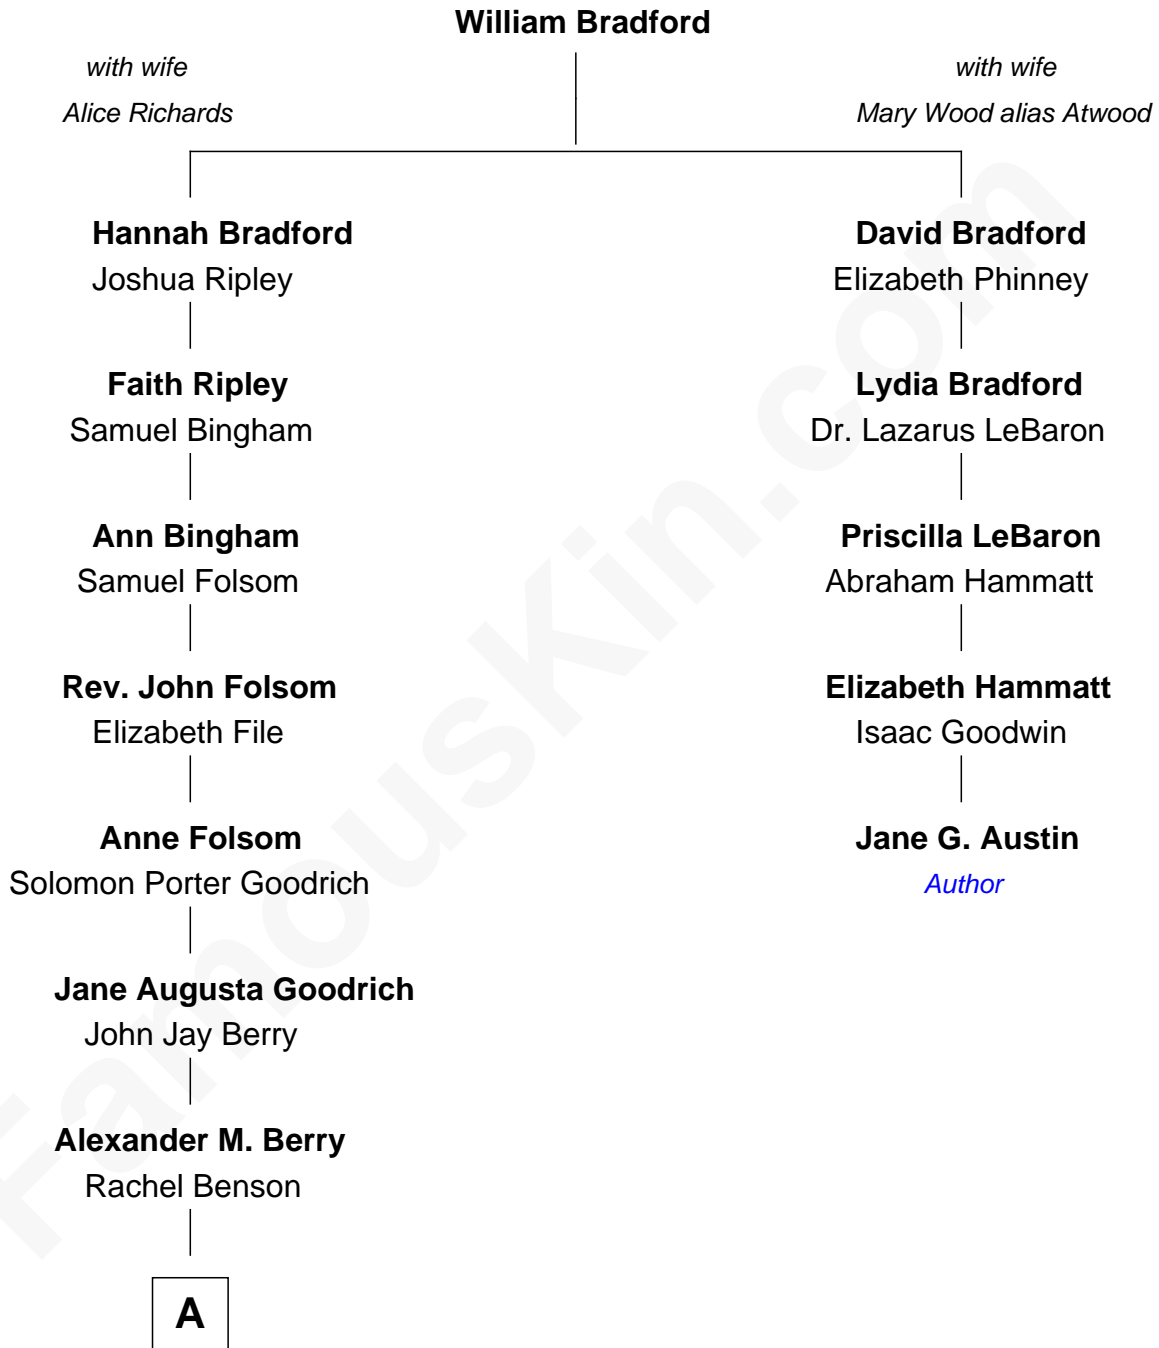 William Bradford
with wife
Alice Richards
with wife
Mary Wood alias Atwood
Hannah Bradford
Joshua Ripley
David Bradford
Elizabeth Phinney
Faith Ripley
Samuel Bingham
Lydia Bradford
Dr. Lazarus LeBaron
Ann Bingham
Samuel Folsom
Priscilla LeBaron
Abraham Hammatt
Rev. John Folsom
Elizabeth File
Elizabeth Hammatt
Isaac Goodwin
Anne Folsom
Solomon Porter Goodrich
Jane G. Austin
Author
Jane Augusta Goodrich
John Jay Berry
Alexander M. Berry
Rachel Benson
A
FamousKin.com